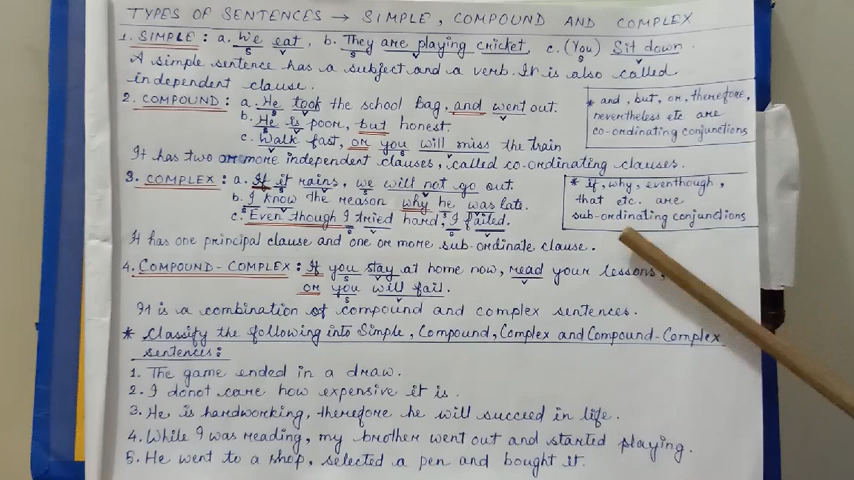 TYPES OF SENTENCES → SIMPLE, COMPOUND AND COMPLEX
1. SIMPLE: a. We eat, b. They are playing cricket, c. (You) Sit down.
S V S V S V
A simple sentence has a subject and a verb. It is also called
independent clause.
2. COMPOUND: a. He took the school bag, and went out.
b. He is poor, but honest.
c. Walk fast, or you will miss the train
It has two or more independent clauses, called co-ordinating clauses.
* and, but, or, therefore,
nevertheless etc are
co-ordinating conjunctions
3. COMPLEX: a. If it rains, we will not go out.
b. I know the reason why he was late.
c. Even though I tried hard, I failed.
It has one principal clause and one or more sub-ordinate clause.
* if, why, eventhough,
that etc. are
sub-ordinating conjunctions
4. COMPOUND-COMPLEX: If you stay at home now, read your lessons,
S V V
or you will fail.
S V
It is a combination of compound and complex sentences.
* Classify the following into Simple, Compound, Complex and Compound-Complex
sentences:
1. The game ended in a draw.
2. I donot care how expensive it is.
3. He is hardworking, therefore he will succeed in life.
4. While I was reading, my brother went out and started playing.
5. He went to a shop, selected a pen and bought it.